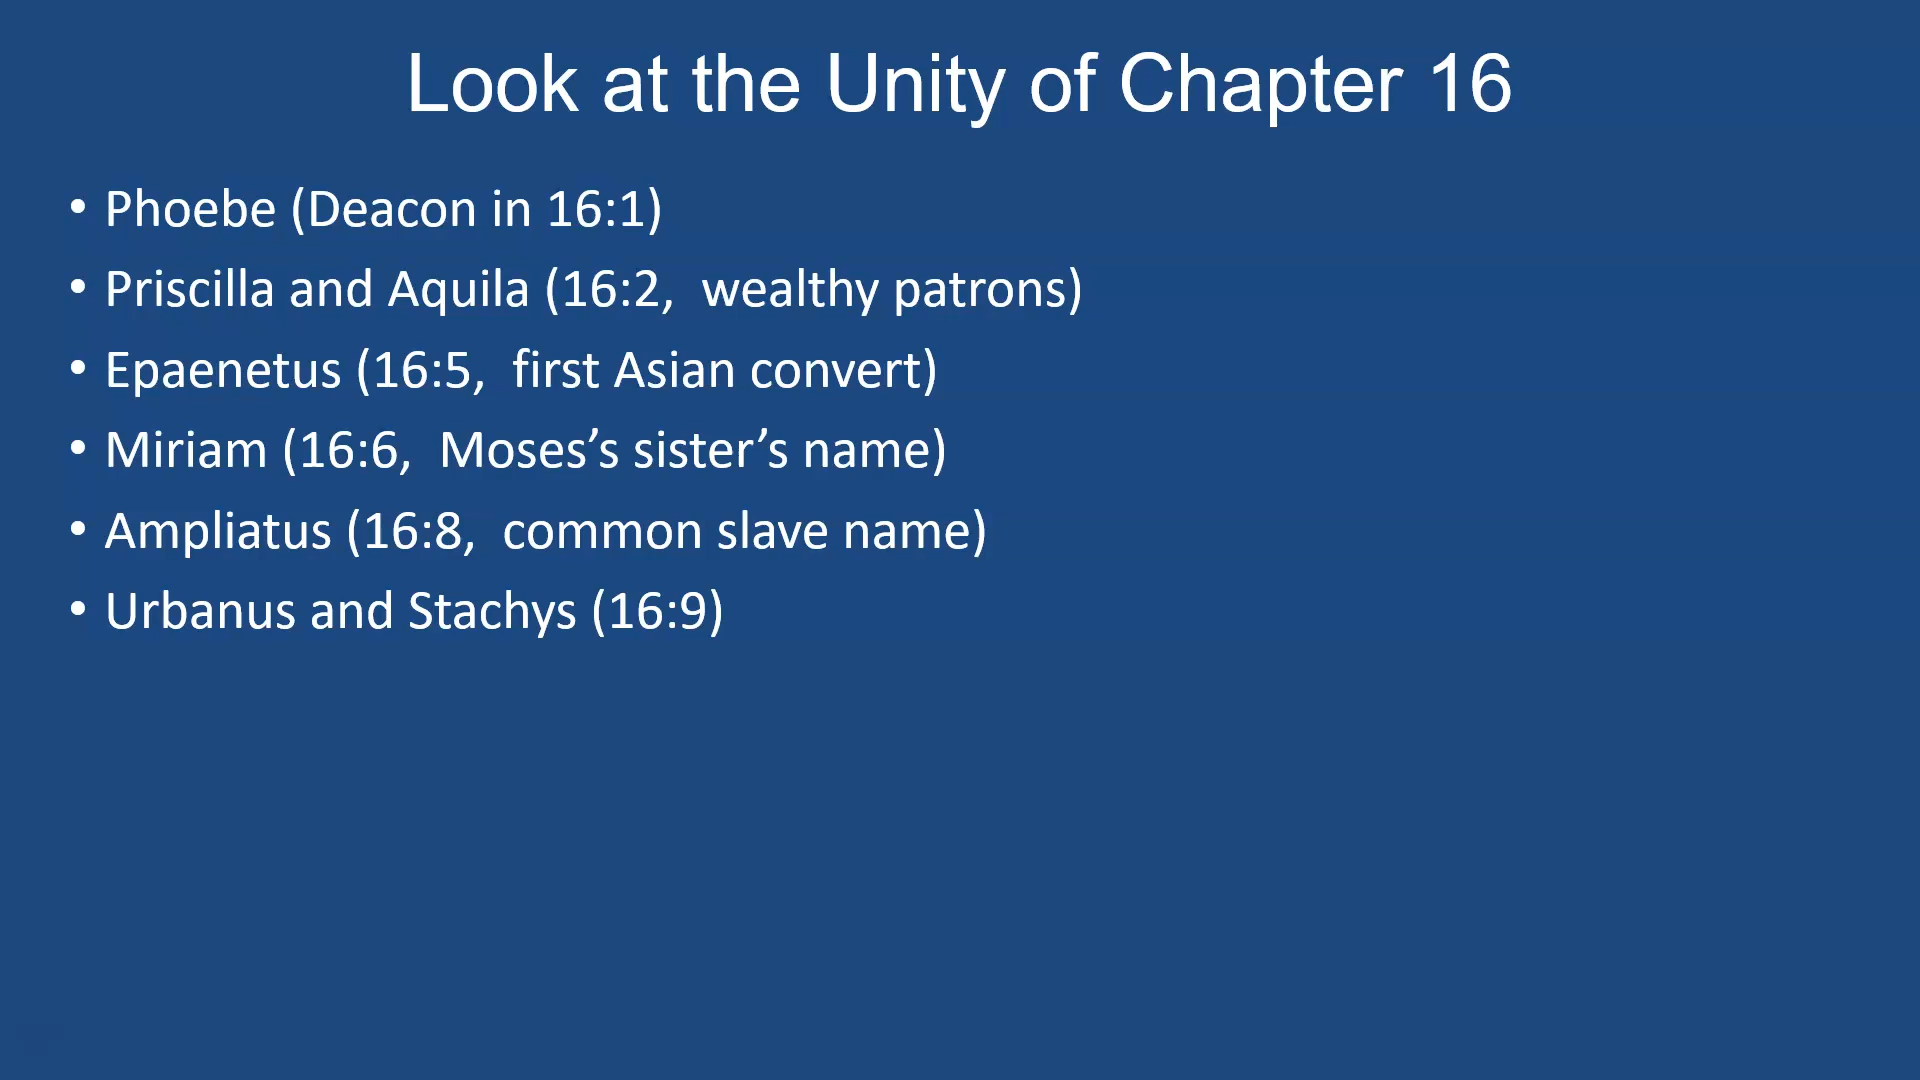 Look at the Unity of Chapter 16
• Phoebe (Deacon in 16:1)
• Priscilla and Aquila (16:2,  wealthy patrons)
• Epaenetus (16:5,  first Asian convert)
• Miriam (16:6,  Moses’s sister’s name)
• Ampliatus (16:8,  common slave name)
• Urbanus and Stachys (16:9)